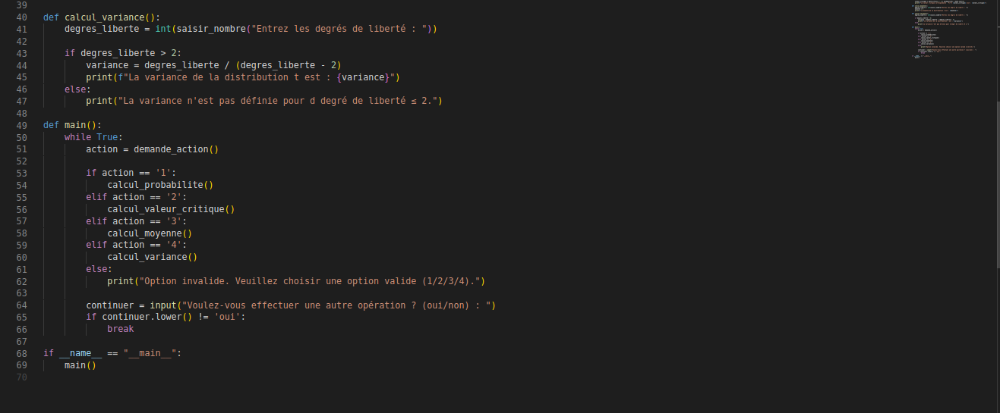 39
40 def calcul_variance():
41     degres_liberte = int(saisir_nombre("Entrez les degrés de liberté : "))
42
43     if degres_liberte > 2:
44         variance = degres_liberte / (degres_liberte - 2)
45         print(f"La variance de la distribution t est : {variance}")
46     else:
47         print("La variance n'est pas définie pour d degré de liberté ≤ 2.")
48
49 def main():
50     while True:
51         action = demande_action()
52
53         if action == '1':
54             calcul_probabilite()
55         elif action == '2':
56             calcul_valeur_critique()
57         elif action == '3':
58             calcul_moyenne()
59         elif action == '4':
60             calcul_variance()
61         else:
62             print("Option invalide. Veuillez choisir une option valide (1/2/3/4).")
63
64         continuer = input("Voulez-vous effectuer une autre opération ? (oui/non) : ")
65         if continuer.lower() != 'oui':
66             break
67
68 if __name__ == "__main__":
69     main()
70